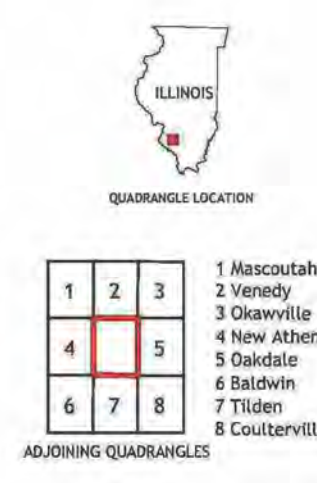 ILLINOIS
QUADRANGLE LOCATION
1 2 3
4 5
6 7 8
ADJOINING QUADRANGLES
1 Mascoutah
2 Venedy
3 Okawville
4 New Athen
5 Oakdale
6 Baldwin
7 Tilden
8 Coultervill